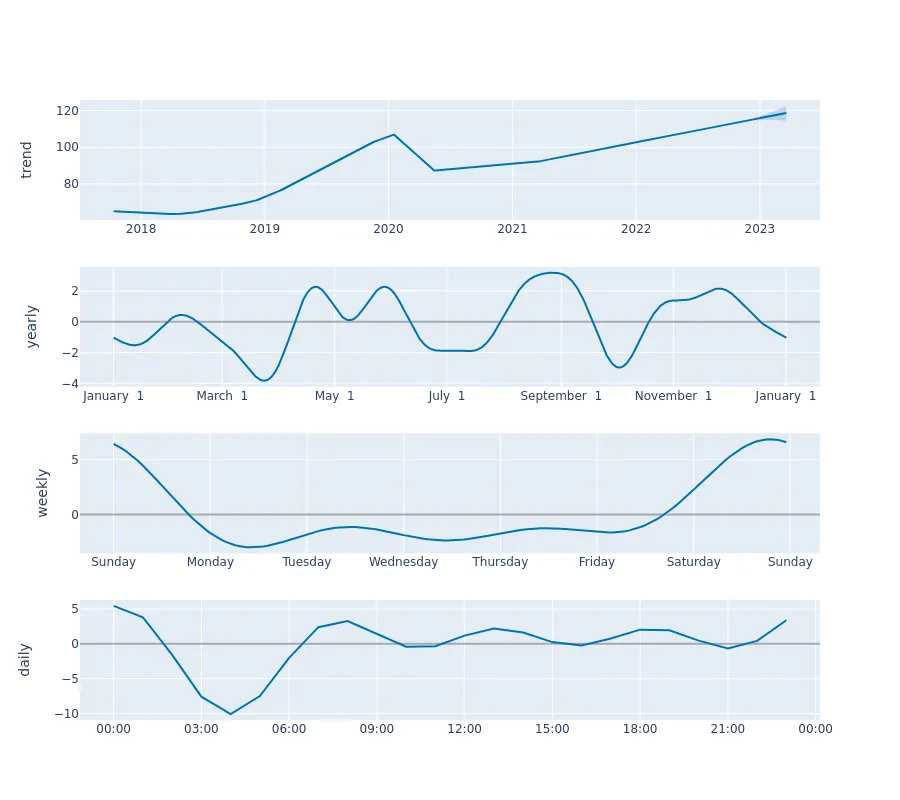 trend
120
100
80
2018 2019 2020 2021 2022 2023
yearly
2
0
−2
−4
January 1 March 1 May 1 July 1 September 1 November 1 January 1
weekly
5
0
Sunday Monday Tuesday Wednesday Thursday Friday Saturday Sunday
daily
5
0
−5
−10
00:00 03:00 06:00 09:00 12:00 15:00 18:00 21:00 00:00